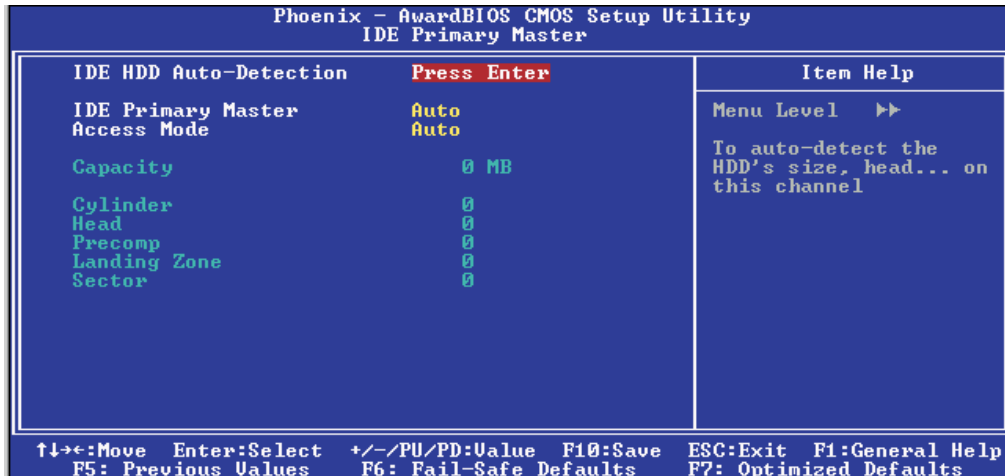 Phoenix - AwardBIOS CMOS Setup Utility
IDE Primary Master
IDE HDD Auto-Detection Press Enter
IDE Primary Master Auto
Access Mode Auto
Capacity 0 MB
Cylinder 0
Head 0
Precomp 0
Landing Zone 0
Sector 0
Item Help
Menu Level ▶▶
To auto-detect the
HDD's size, head... on
this channel
↑↓→←:Move Enter:Select +/-/PU/PD:Value F10:Save ESC:Exit F1:General Help
F5: Previous Values F6: Fail-Safe Defaults F7: Optimized Defaults